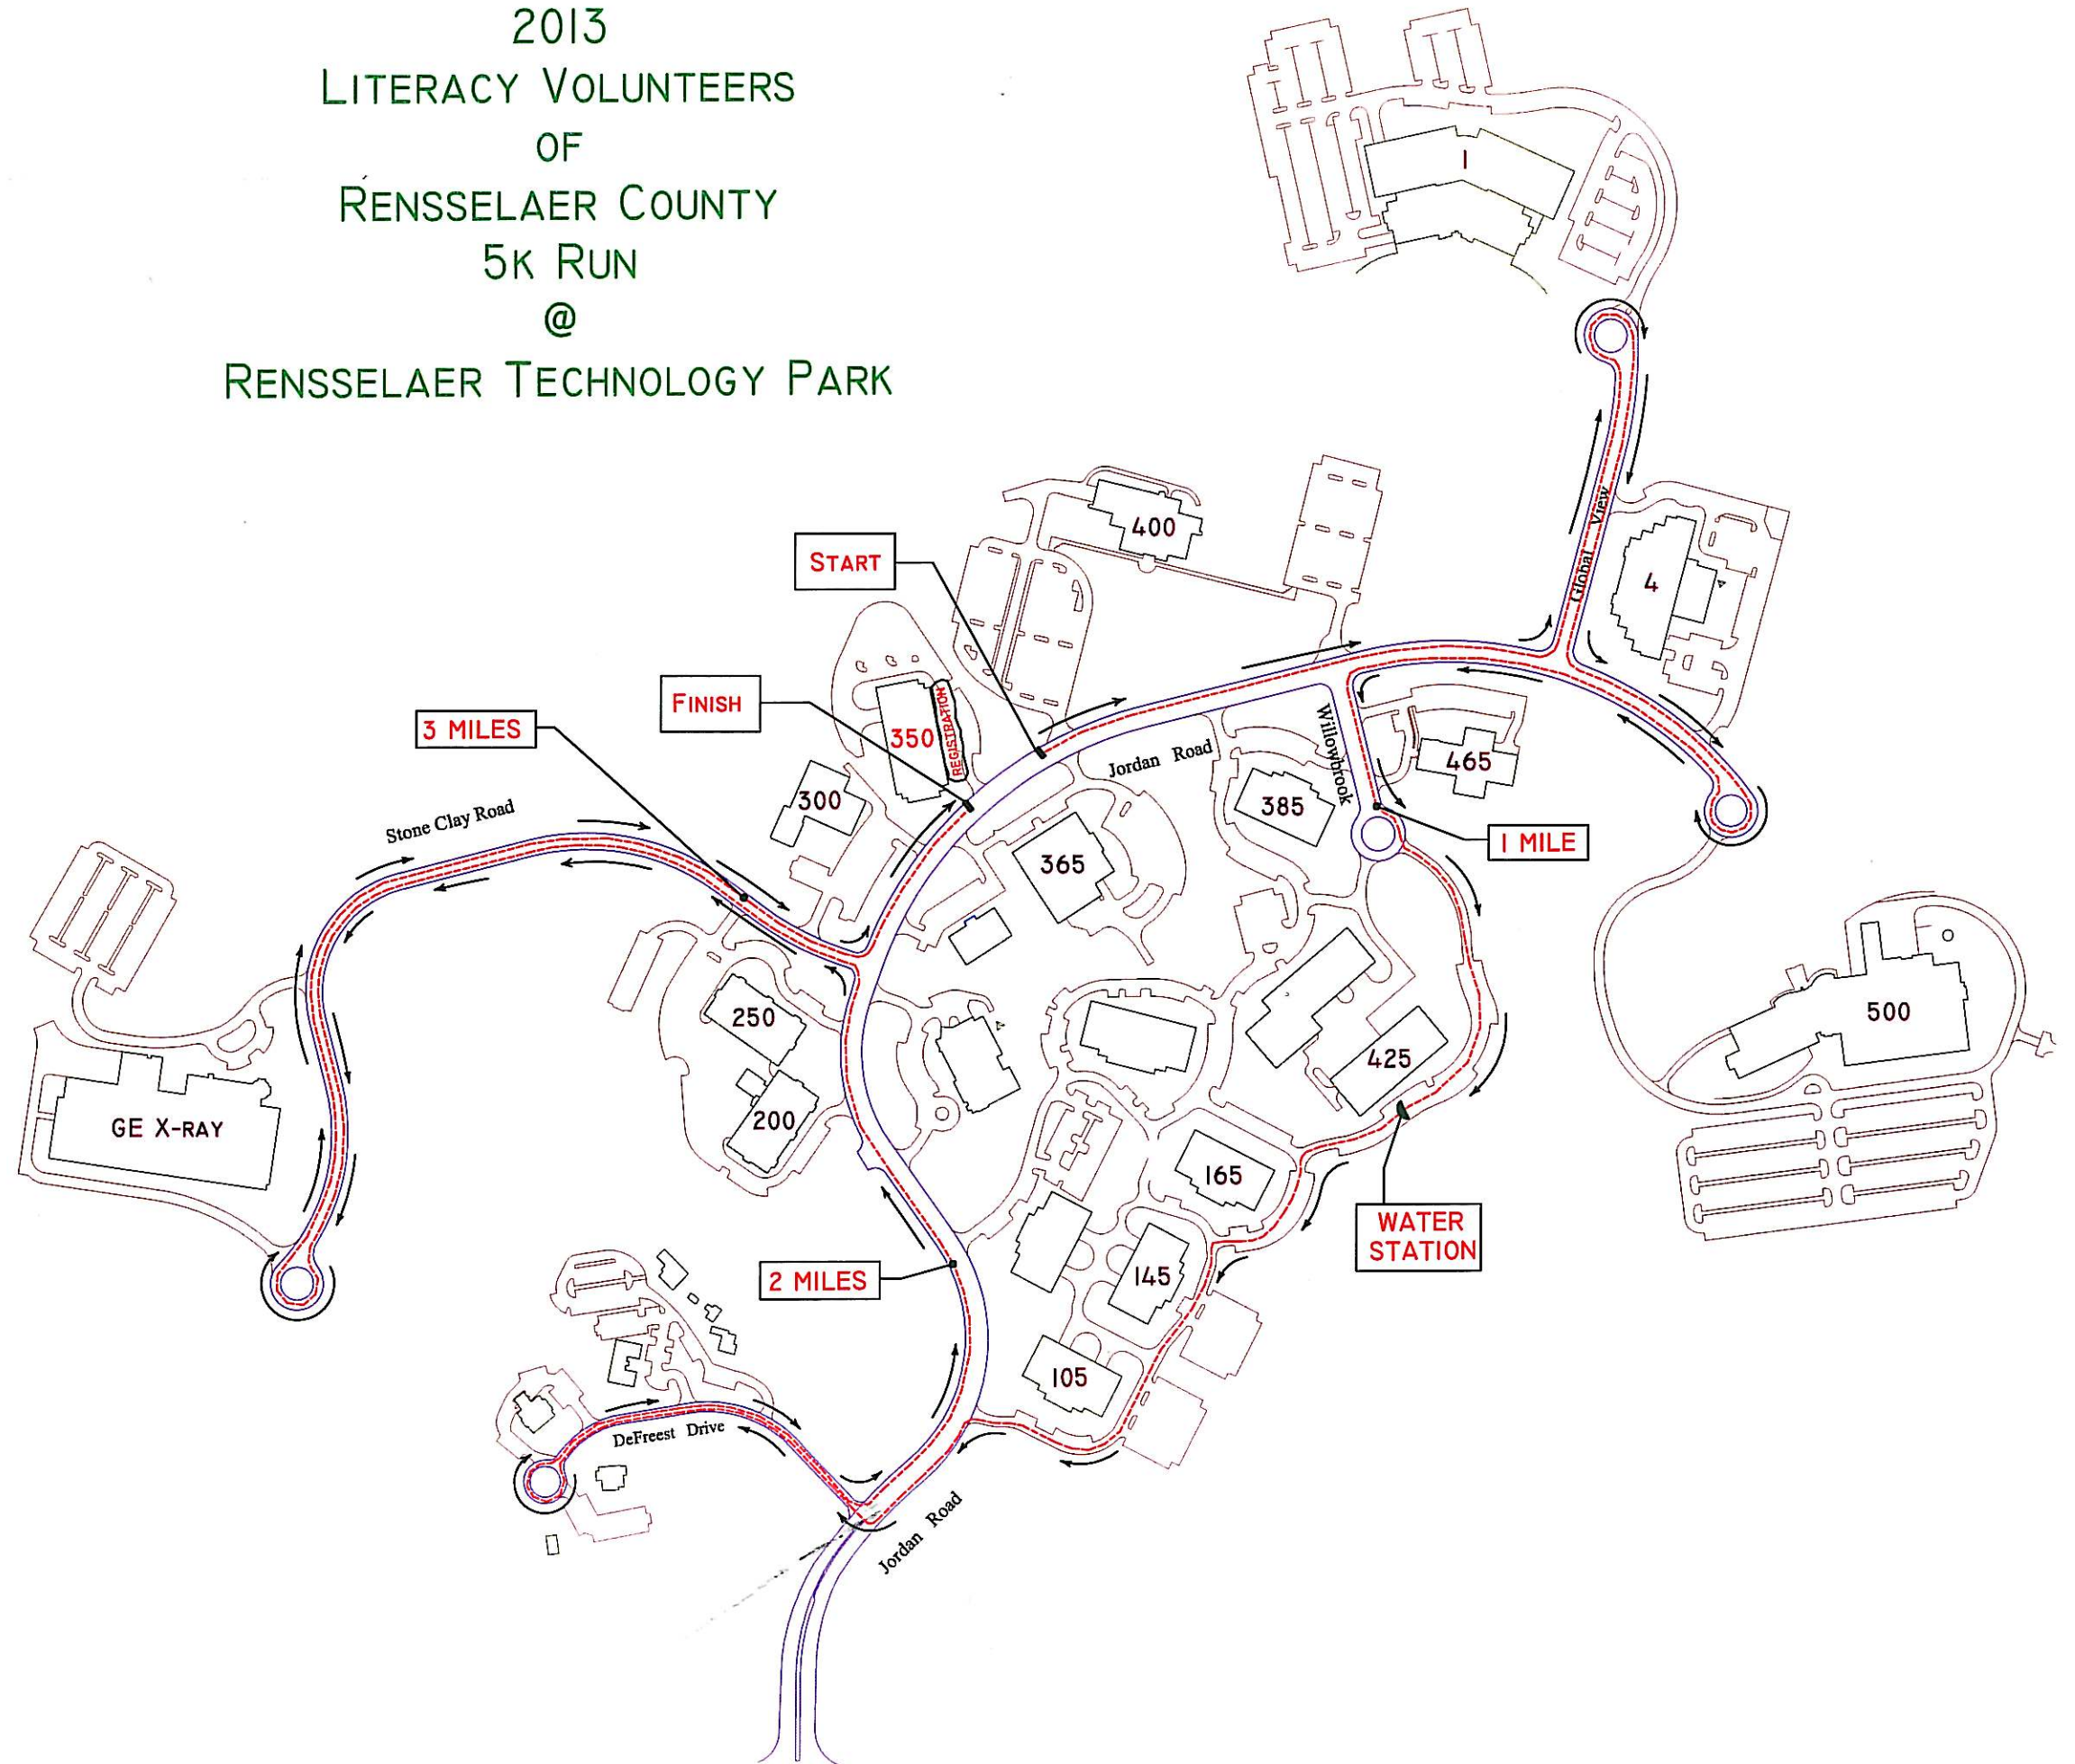 2013
LITERACY VOLUNTEERS
OF
RENSSELAER COUNTY
5K RUN
@
RENSSELAER TECHNOLOGY PARK
1
400
START
Global View
4
FINISH
3 MILES
350
REGISTRATION
Jordan Road
Willowbrook
465
300
385
Stone Clay Road
365
1 MILE
250
500
425
GE X-RAY
200
165
WATER
STATION
2 MILES
145
105
DeFreest Drive
Jordan Road